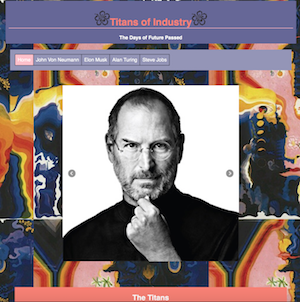 Titans of Industry
The Days of Future Passed
Home John Von Neumann Elon Musk Alan Turing Steve Jobs
The Titans